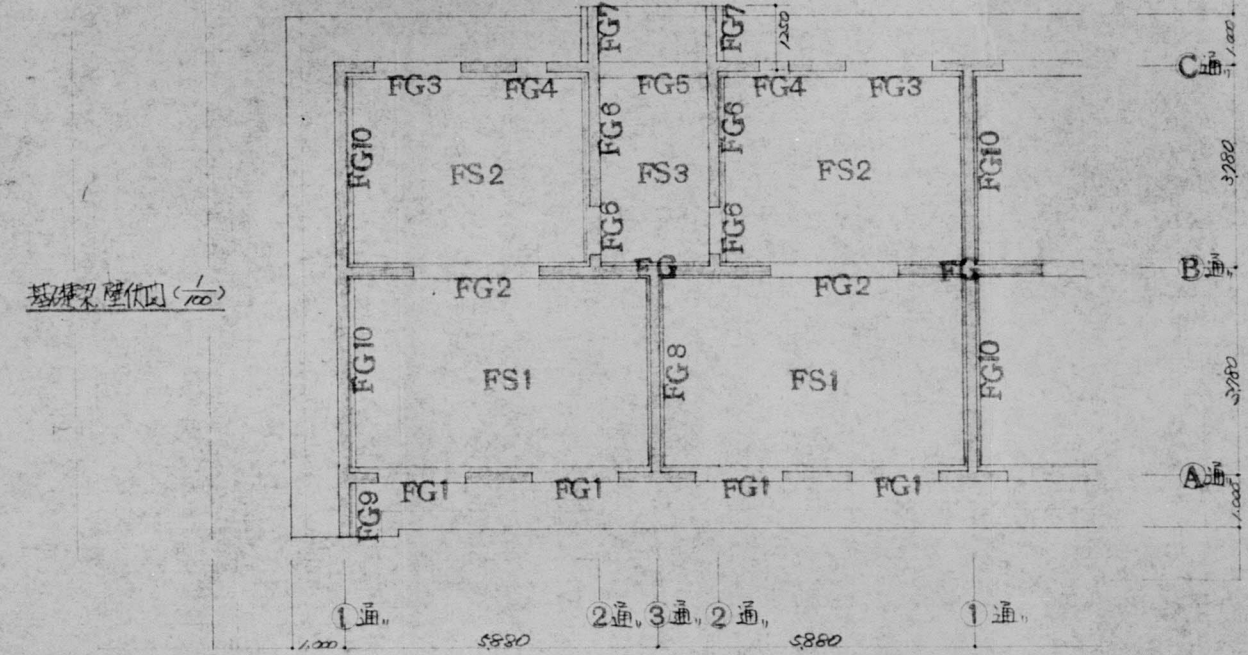 FG7 FG7 1250 1.000
C通〃
FG3 FG4 FG5 FG4 FG3
FG10 FG6 FG6 FG10
FS2 FS3 FS2 3.780
FG6 FG6
FG FG B通〃
基礎梁壁伏図(1/100)
FG2 FG2
FG10 FG8 FG10
FS1 FS1 3.780
A通〃
FG1 FG1 FG1 FG1
FG9 1.000
1通〃 2通〃 3通〃 2通〃 1通〃
1.000 5.880 5.880